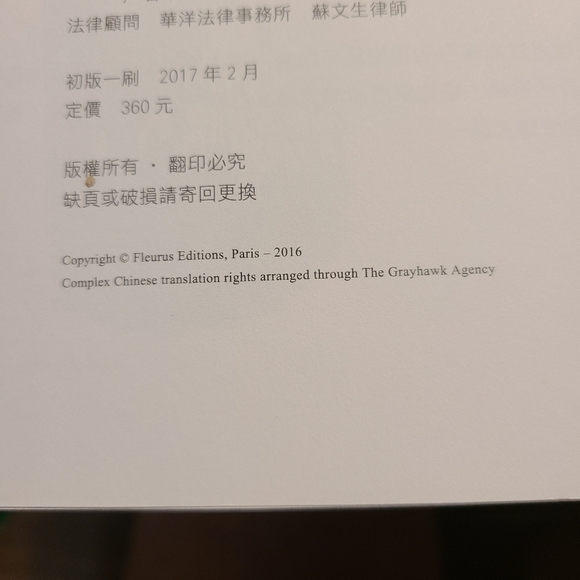 法律顧問　華洋法律事務所　蘇文生律師
初版一刷　2017 年 2 月
定價　360 元
版權所有・翻印必究
缺頁或破損請寄回更換
Copyright © Fleurus Editions, Paris – 2016
Complex Chinese translation rights arranged through The Grayhawk Agency